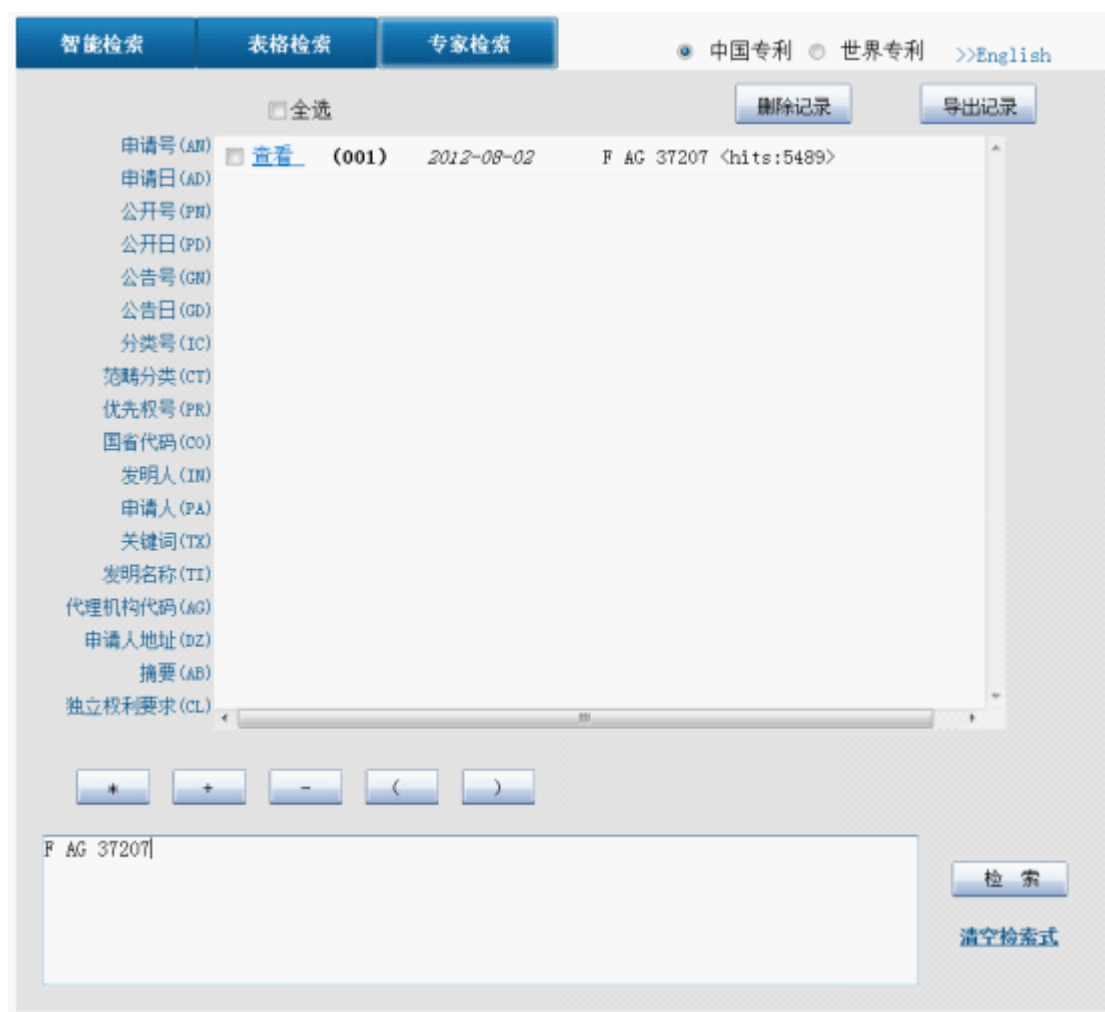 智能检索 表格检索 专家检索 中国专利 世界专利 >>English
全选 删除记录 导出记录
申请号(AN)
查看 (001) 2012-08-02 F AG 37207 <hits:5489>
申请日(AD)
公开号(PN)
公开日(PD)
公告号(GN)
公告日(GD)
分类号(IC)
范畴分类(CT)
优先权号(PR)
国省代码(CO)
发明人(IN)
申请人(PA)
关键词(TX)
发明名称(TI)
代理机构代码(AG)
申请人地址(DZ)
摘要(AB)
独立权利要求(CL)
* + - ( )
F AG 37207
检 索
清空检索式